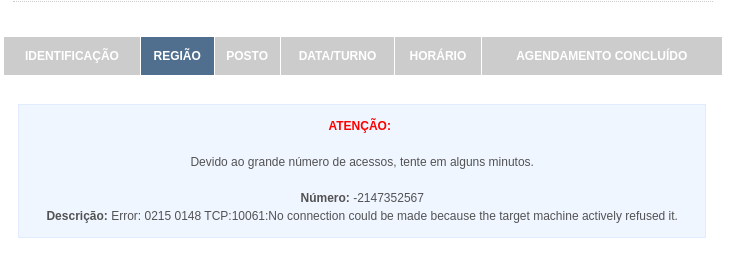 IDENTIFICAÇÃO REGIÃO POSTO DATA/TURNO HORÁRIO AGENDAMENTO CONCLUÍDO
ATENÇÃO:
Devido ao grande número de acessos, tente em alguns minutos.
Número: -2147352567
Descrição: Error: 0215 0148 TCP:10061:No connection could be made because the target machine actively refused it.